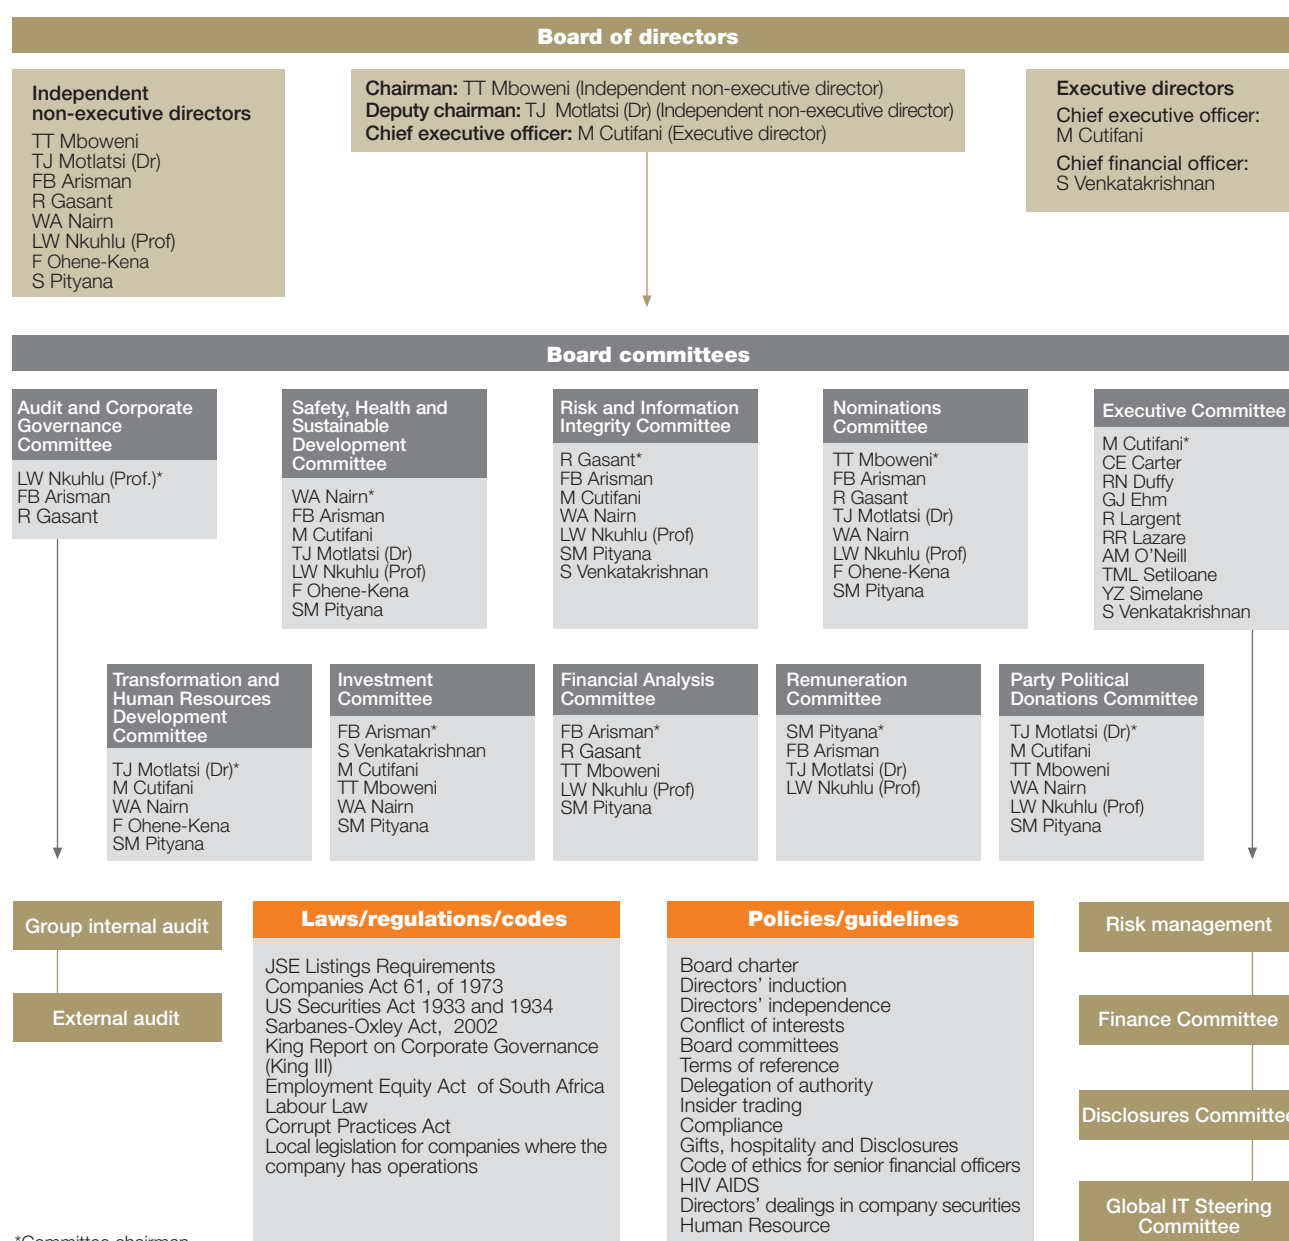 Board of directors
Independent
non-executive directors
TT Mboweni
TJ Motlatsi (Dr)
FB Arisman
R Gasant
WA Nairn
LW Nkuhlu (Prof)
F Ohene-Kena
S Pityana
Chairman: TT Mboweni (Independent non-executive director)
Deputy chairman: TJ Motlatsi (Dr) (Independent non-executive director)
Chief executive officer: M Cutifani (Executive director)
Executive directors
Chief executive officer:
M Cutifani
Chief financial officer:
S Venkatakrishnan
Board committees
Audit and Corporate
Governance
Committee
LW Nkuhlu (Prof.)*
FB Arisman
R Gasant
Safety, Health and
Sustainable
Development
Committee
WA Nairn*
FB Arisman
M Cutifani
TJ Motlatsi (Dr)
LW Nkuhlu (Prof)
F Ohene-Kena
SM Pityana
Risk and Information
Integrity Committee
R Gasant*
FB Arisman
M Cutifani
WA Nairn
LW Nkuhlu (Prof)
SM Pityana
S Venkatakrishnan
Nominations
Committee
TT Mboweni*
FB Arisman
R Gasant
TJ Motlatsi (Dr)
WA Nairn
LW Nkuhlu (Prof)
F Ohene-Kena
SM Pityana
Executive Committee
M Cutifani*
CE Carter
RN Duffy
GJ Ehm
R Largent
RR Lazare
AM O'Neill
TML Setiloane
YZ Simelane
S Venkatakrishnan
Transformation and
Human Resources
Development
Committee
TJ Motlatsi (Dr)*
M Cutifani
WA Nairn
F Ohene-Kena
SM Pityana
Investment
Committee
FB Arisman*
S Venkatakrishnan
M Cutifani
TT Mboweni
WA Nairn
SM Pityana
Financial Analysis
Committee
FB Arisman*
R Gasant
TT Mboweni
LW Nkuhlu (Prof)
SM Pityana
Remuneration
Committee
SM Pityana*
FB Arisman
TJ Motlatsi (Dr)
LW Nkuhlu (Prof)
Party Political
Donations Committee
TJ Motlatsi (Dr)*
M Cutifani
TT Mboweni
WA Nairn
LW Nkuhlu (Prof)
SM Pityana
Group internal audit
External audit
Laws/regulations/codes
JSE Listings Requirements
Companies Act 61, of 1973
US Securities Act 1933 and 1934
Sarbanes-Oxley Act, 2002
King Report on Corporate Governance
(King III)
Employment Equity Act of South Africa
Labour Law
Corrupt Practices Act
Local legislation for companies where the
company has operations
Policies/guidelines
Board charter
Directors' induction
Directors' independence
Conflict of interests
Board committees
Terms of reference
Delegation of authority
Insider trading
Compliance
Gifts, hospitality and Disclosures
Code of ethics for senior financial officers
HIV AIDS
Directors' dealings in company securities
Human Resource
Risk management
Finance Committee
Disclosures Committee
Global IT Steering
Committee
*Committee chairman